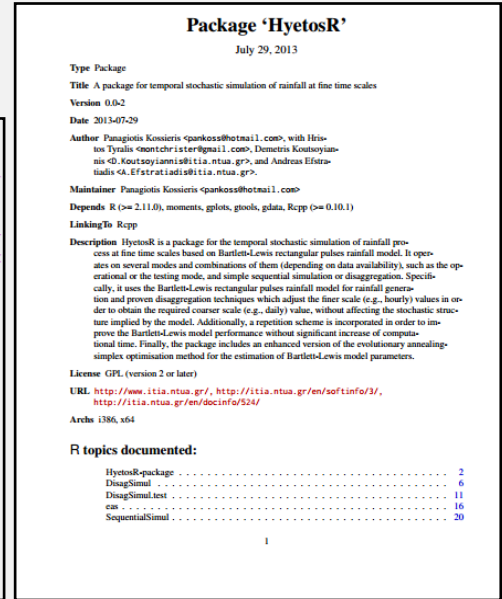 Package ‘HyetosR’
July 29, 2013
Type Package
Title A package for temporal stochastic simulation of rainfall at fine time scales
Version 0.0-2
Date 2013-07-29
Author Panagiotis Kossieris <pankoss@hotmail.com>, with Hris-
tos Tyralis <montchrister@gmail.com>, Demetris Koutsoyian-
nis <D.Koutsoyiannis@itia.ntua.gr>, and Andreas Efstra-
tiadis <A.Efstratiadis@itia.ntua.gr>.
Maintainer Panagiotis Kossieris <pankoss@hotmail.com>
Depends R (>= 2.11.0), moments, gplots, gtools, gdata, Rcpp (>= 0.10.1)
LinkingTo Rcpp
Description HyetosR is a package for the temporal stochastic simulation of rainfall pro-
cess at fine time scales based on Bartlett-Lewis rectangular pulses rainfall model. It oper-
ates on several modes and combinations of them (depending on data availability), such as the op-
erational or the testing mode, and simple sequential simulation or disaggregation. Specifi-
cally, it uses the Bartlett-Lewis rectangular pulses rainfall model for rainfall genera-
tion and proven disaggregation techniques which adjust the finer scale (e.g., hourly) values in or-
der to obtain the required coarser scale (e.g., daily) value, without affecting the stochastic struc-
ture implied by the model. Additionally, a repetition scheme is incorporated in order to im-
prove the Bartlett-Lewis model performance without significant increase of computa-
tional time. Finally, the package includes an enhanced version of the evolutionary annealing-
simplex optimisation method for the estimation of Bartlett-Lewis model parameters.
License GPL (version 2 or later)
URL http://www.itia.ntua.gr/, http://itia.ntua.gr/en/softinfo/3/,
http://itia.ntua.gr/en/docinfo/524/
Archs i386, x64
R topics documented:
HyetosR-package . . . . . . . . . . . . . . . . . . . . . . . . . . . . . . . . . . 2
DisagSimul . . . . . . . . . . . . . . . . . . . . . . . . . . . . . . . . . . . . . 6
DisagSimul.test . . . . . . . . . . . . . . . . . . . . . . . . . . . . . . . . . . . 11
eas . . . . . . . . . . . . . . . . . . . . . . . . . . . . . . . . . . . . . . . . . 16
SequentialSimul . . . . . . . . . . . . . . . . . . . . . . . . . . . . . . . . . . 20
1